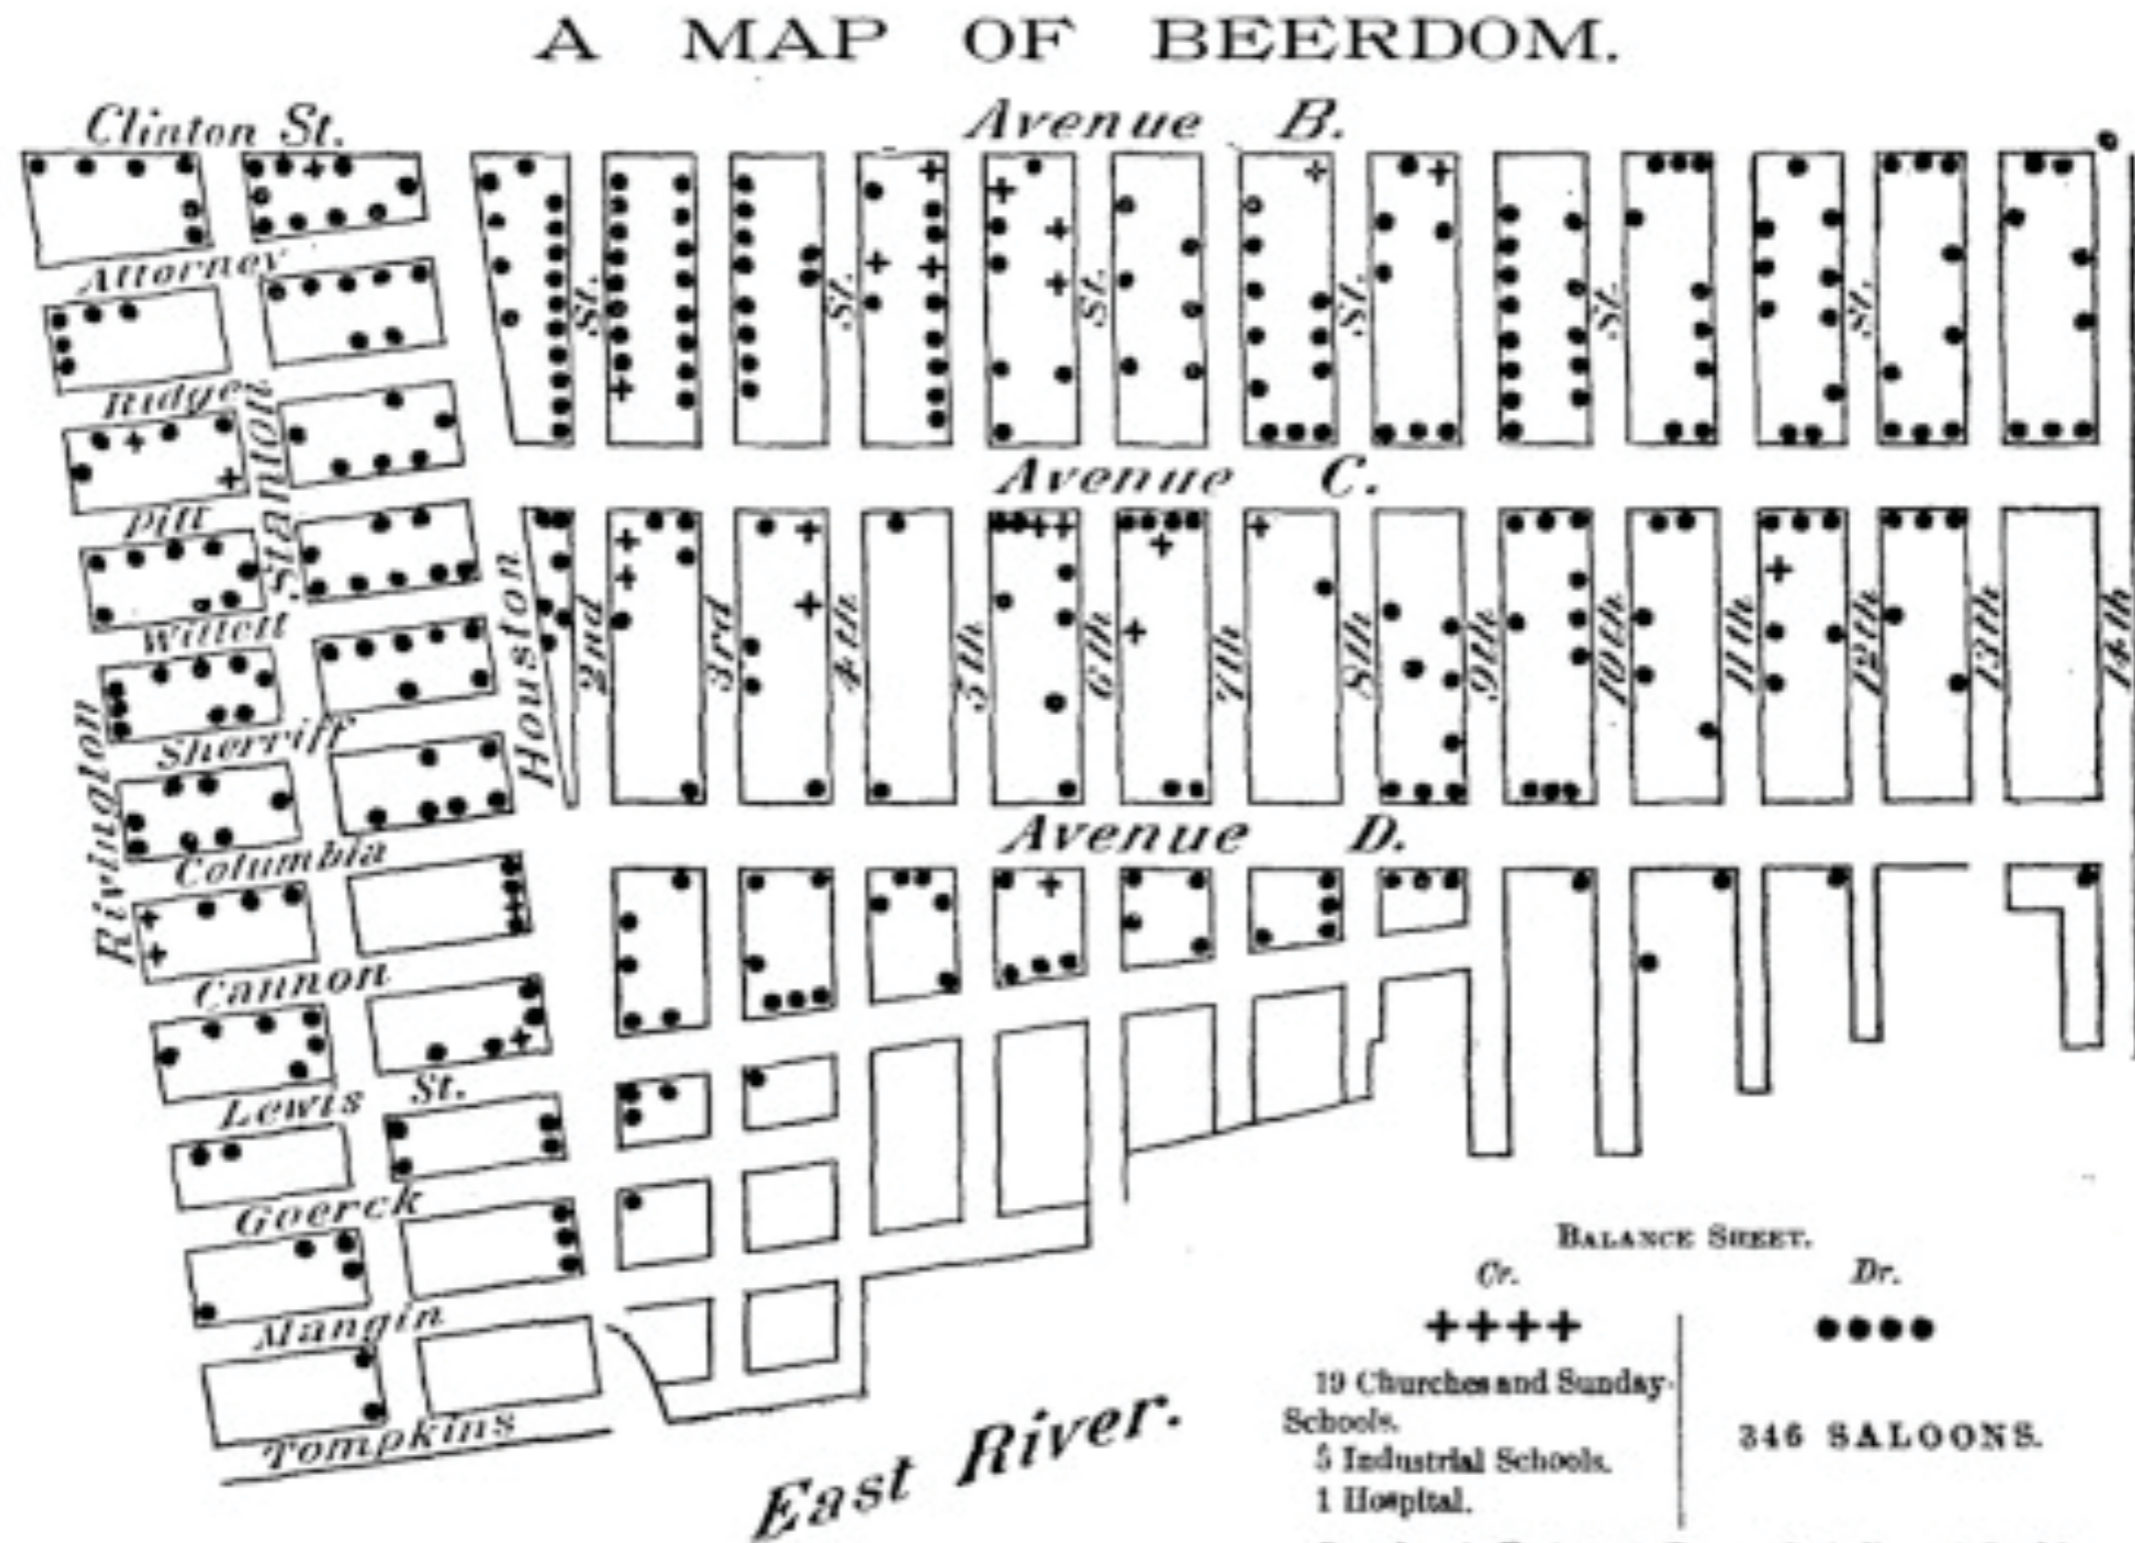 A MAP OF BEERDOM.
Clinton St.
Avenue B.
Attorney
St.
St.
St.
St.
St.
St.
Ridge
Stanton
Avenue C.
Pitt
Houston
Willett
2nd
3rd
4th
5th
6th
7th
8th
9th
10th
11th
12th
13th
14th
Rivington
Sherriff
Avenue D.
Columbia
Cannon
Lewis St.
Goerck
Mangin
Tompkins
East River.
BALANCE SHEET.
Cr.
Dr.
19 Churches and Sunday-
Schools.
5 Industrial Schools.
1 Hospital.
346 SALOONS.